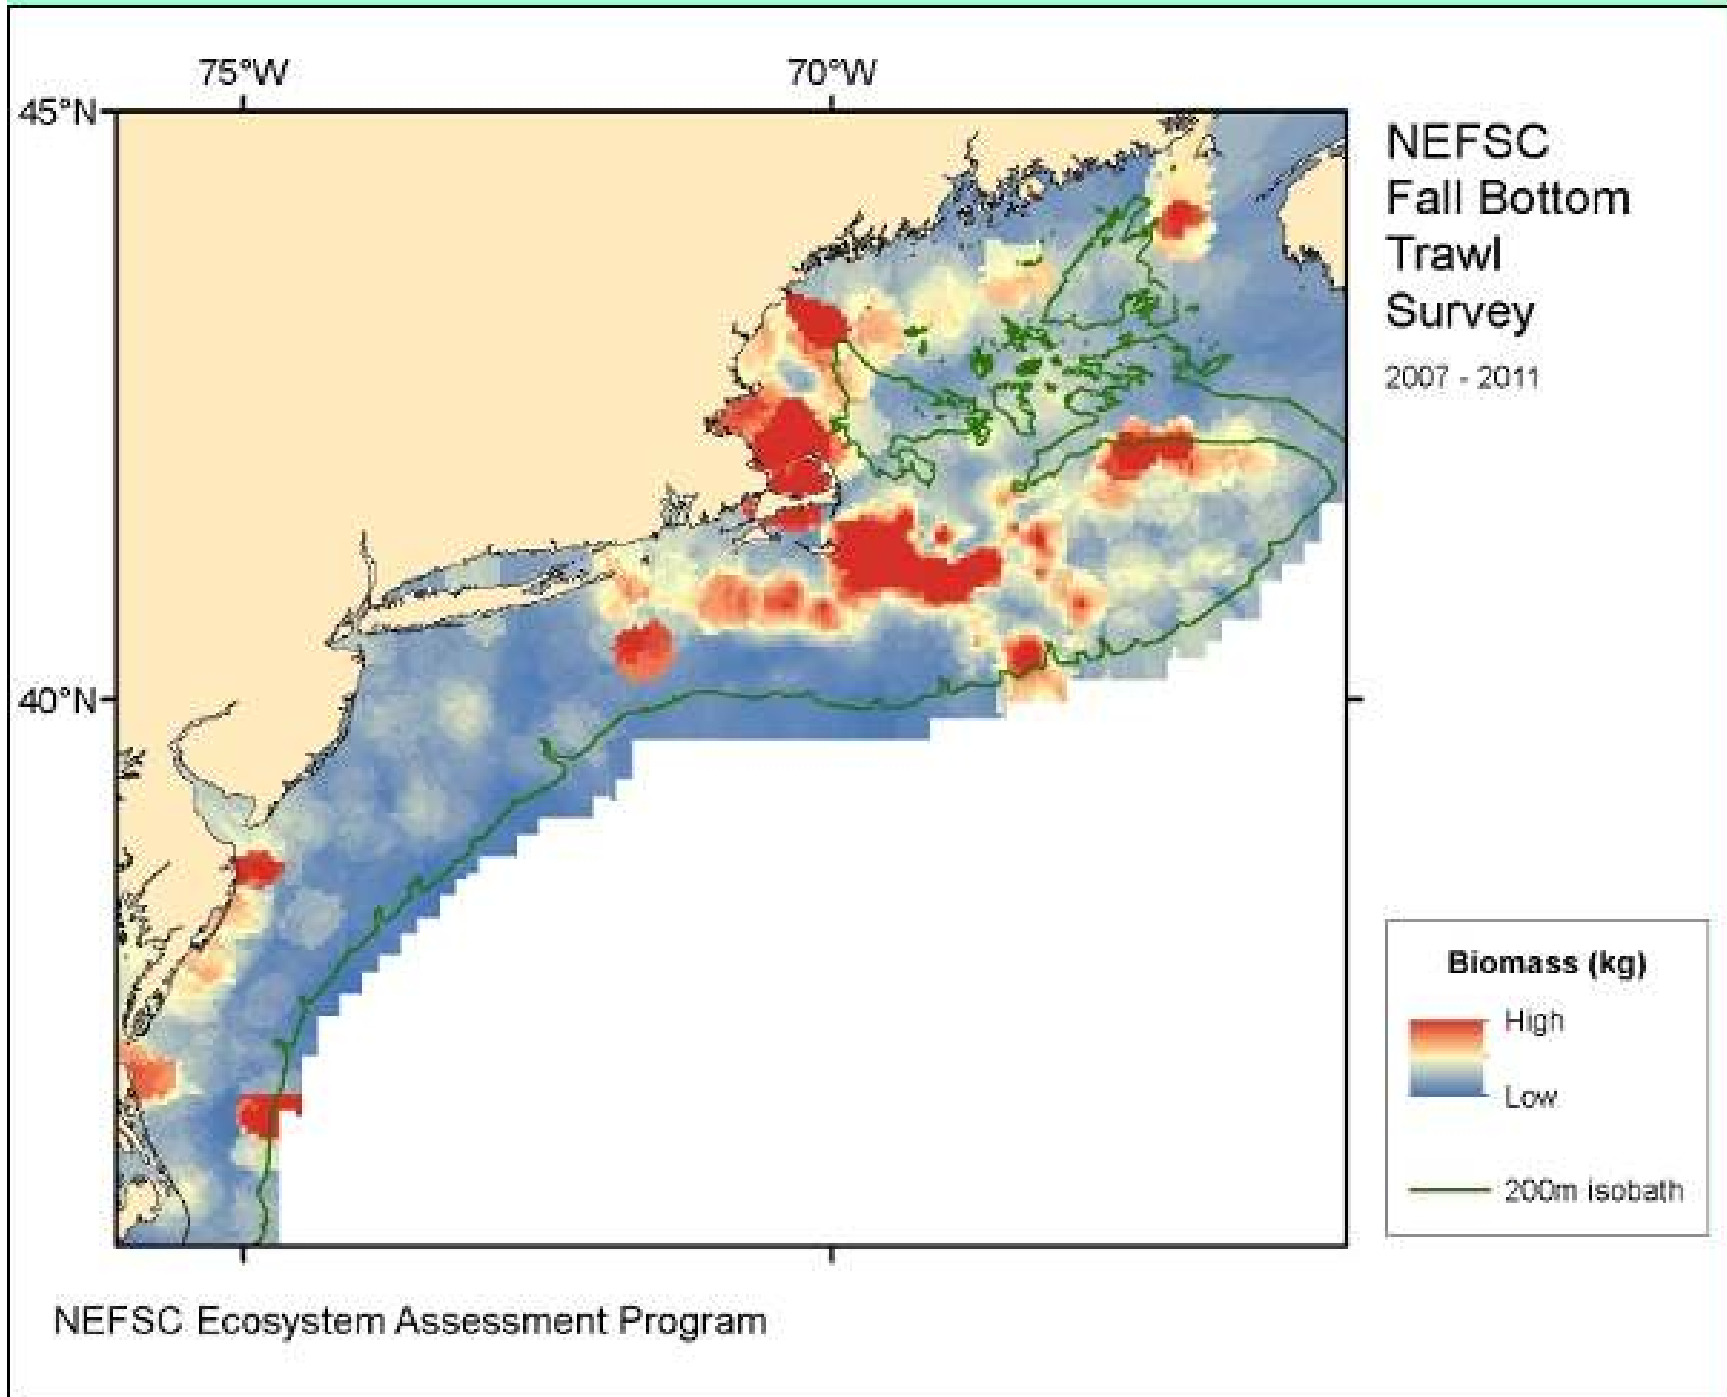 75°W 70°W
45°N
NEFSC
Fall Bottom
Trawl
Survey
2007 - 2011
40°N
Biomass (kg)
High
Low
200m isobath
NEFSC Ecosystem Assessment Program